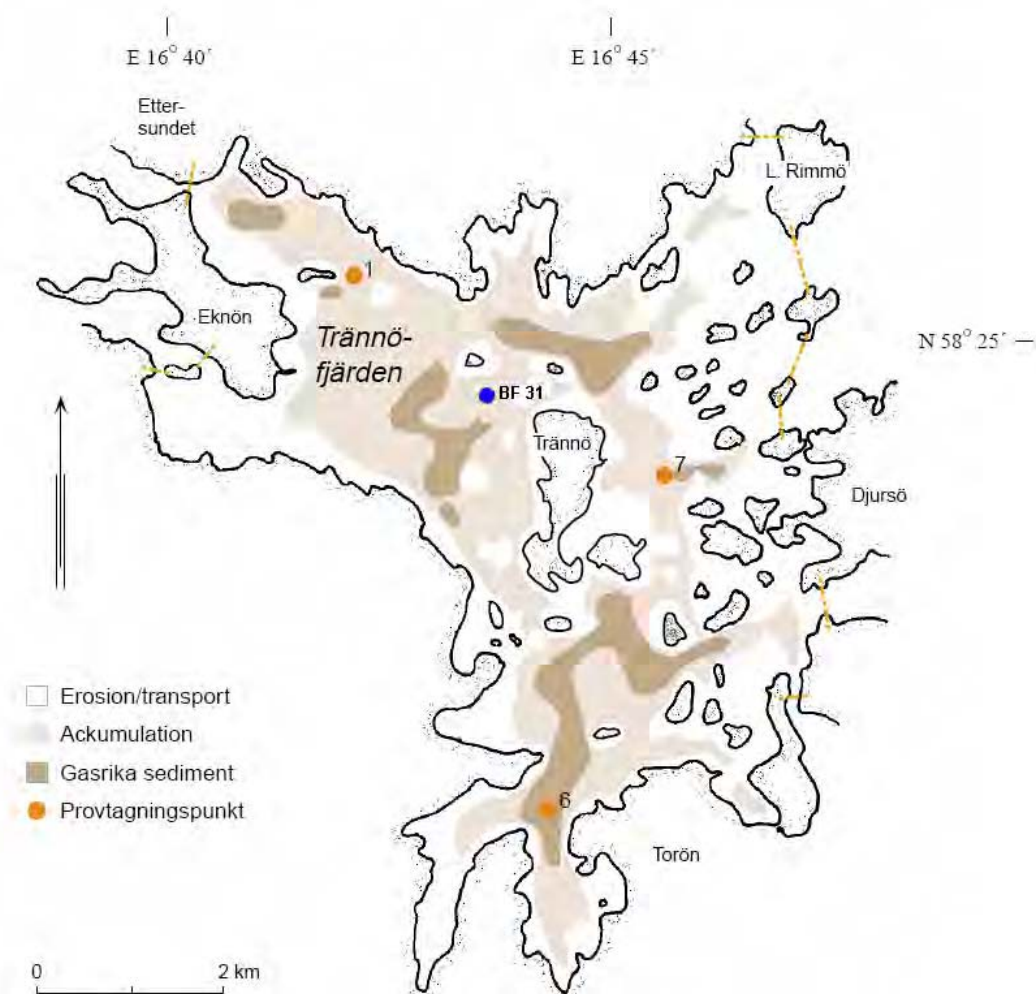 E 16° 40´
E 16° 45´
Etter-
sundet
L. Rimmö
1
Eknön
Trännö-
fjärden
N 58° 25´
BF 31
Trännö
7
Djursö
Erosion/transport
Ackumulation
Gasrika sediment
Provtagningspunkt
6
Torön
0
2 km